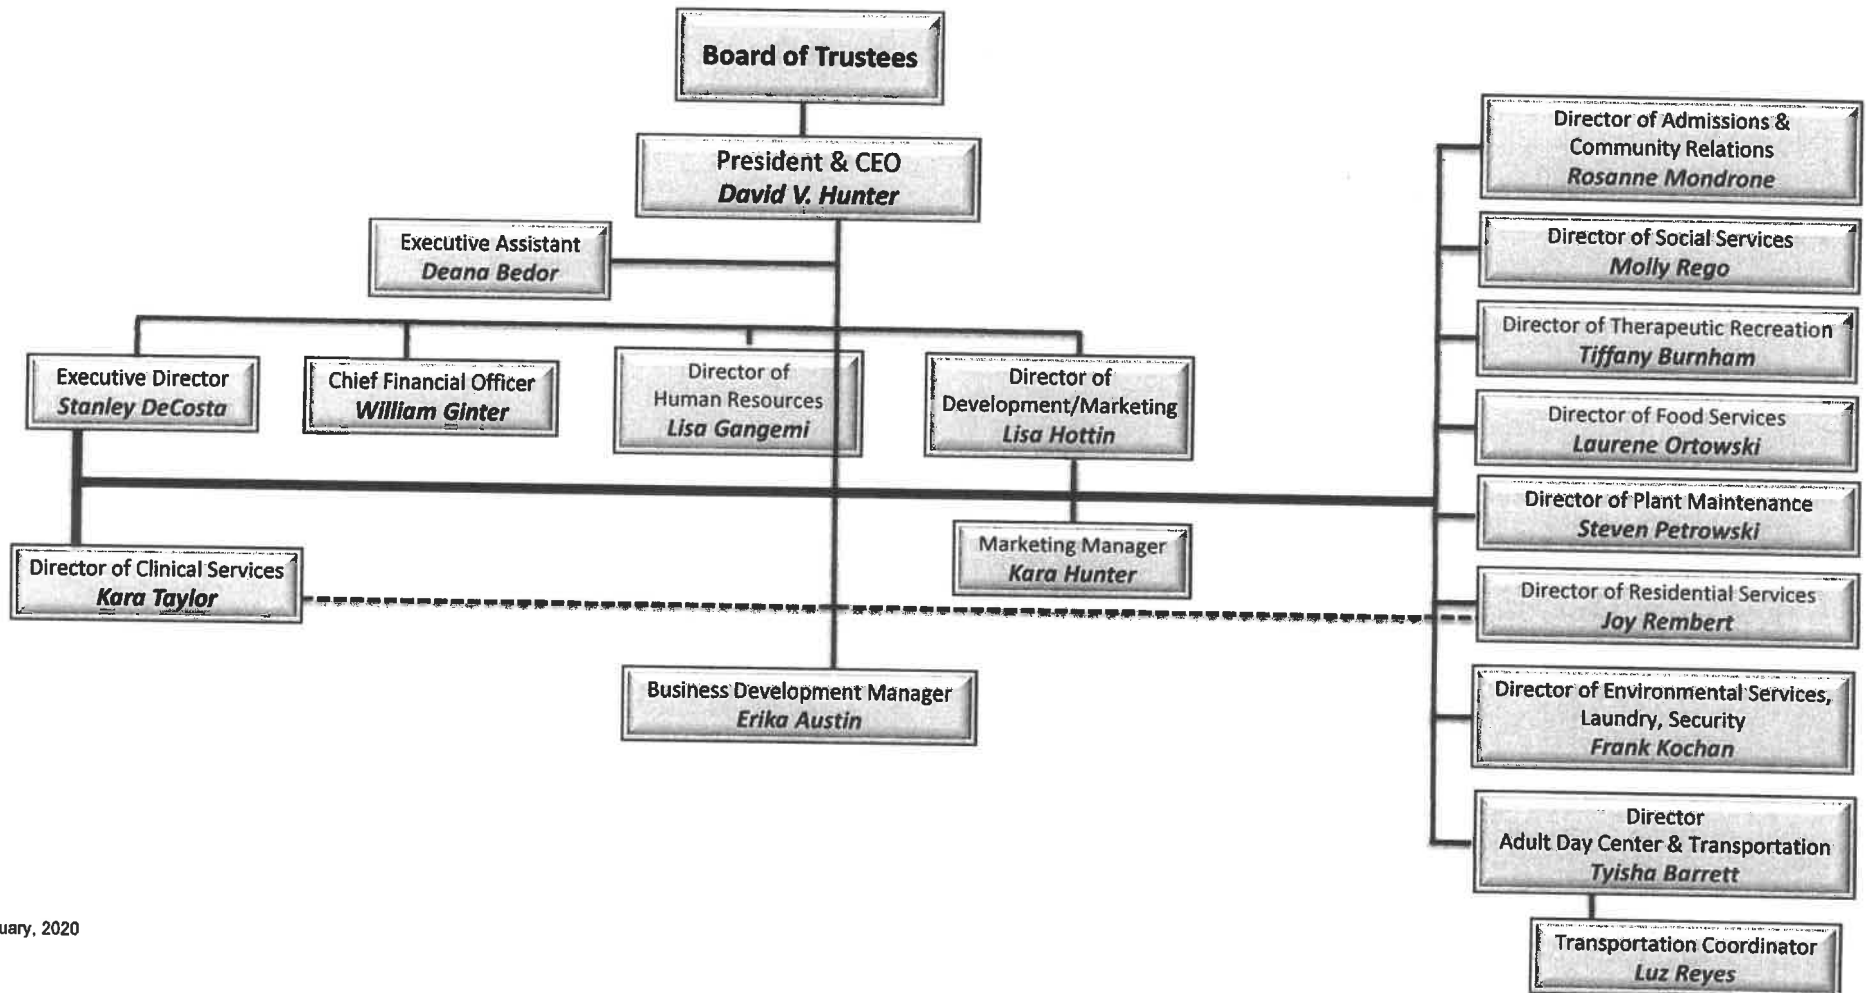 Board of Trustees
President & CEO
David V. Hunter
Executive Assistant
Deana Bedor
Executive Director
Stanley DeCosta
Chief Financial Officer
William Ginter
Director of
Human Resources
Lisa Gangemi
Director of
Development/Marketing
Lisa Hottin
Marketing Manager
Kara Hunter
Director of Clinical Services
Kara Taylor
Business Development Manager
Erika Austin
Director of Admissions &
Community Relations
Rosanne Mondrone
Director of Social Services
Molly Rego
Director of Therapeutic Recreation
Tiffany Burnham
Director of Food Services
Laurene Ortowski
Director of Plant Maintenance
Steven Petrowski
Director of Residential Services
Joy Rembert
Director of Environmental Services,
Laundry, Security
Frank Kochan
Director
Adult Day Center & Transportation
Tyisha Barrett
Transportation Coordinator
Luz Reyes
uary, 2020